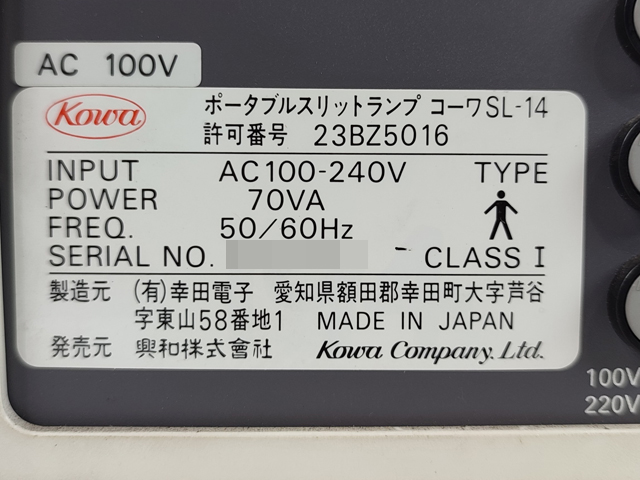 AC 100V
Kowa ポータブルスリットランプ コーワSL-14
許可番号 23BZ5016
INPUT AC100-240V TYPE
POWER 70VA
FREQ. 50/60Hz
SERIAL NO. CLASS I
製造元 (有)幸田電子 愛知県額田郡幸田町大字芦谷
字東山58番地1 MADE IN JAPAN
発売元 興和株式會社 Kowa Company, Ltd.
100V
220V